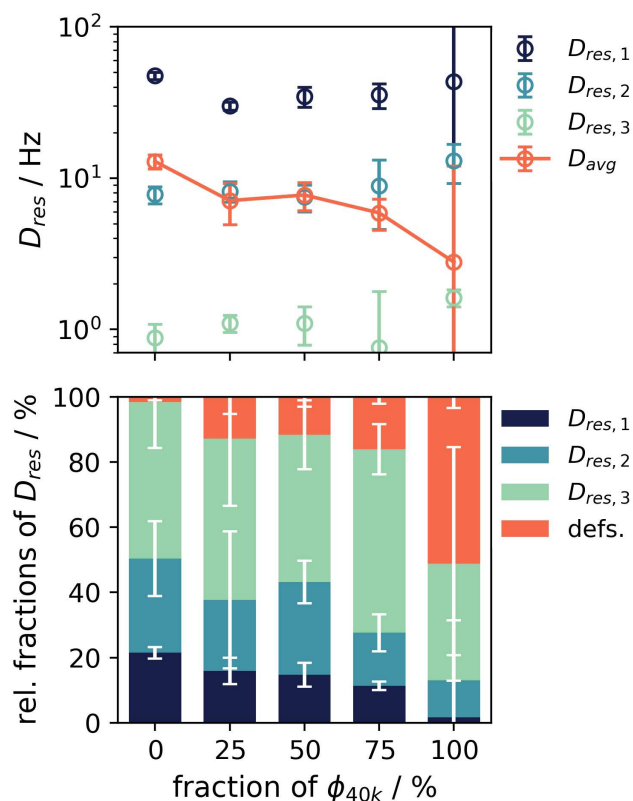 10²
10¹
10⁰
D_res / Hz
D_res, 1
D_res, 2
D_res, 3
D_avg
100
80
60
40
20
0
rel. fractions of D_res / %
D_res, 1
D_res, 2
D_res, 3
defs.
0 25 50 75 100
fraction of ϕ_40k / %